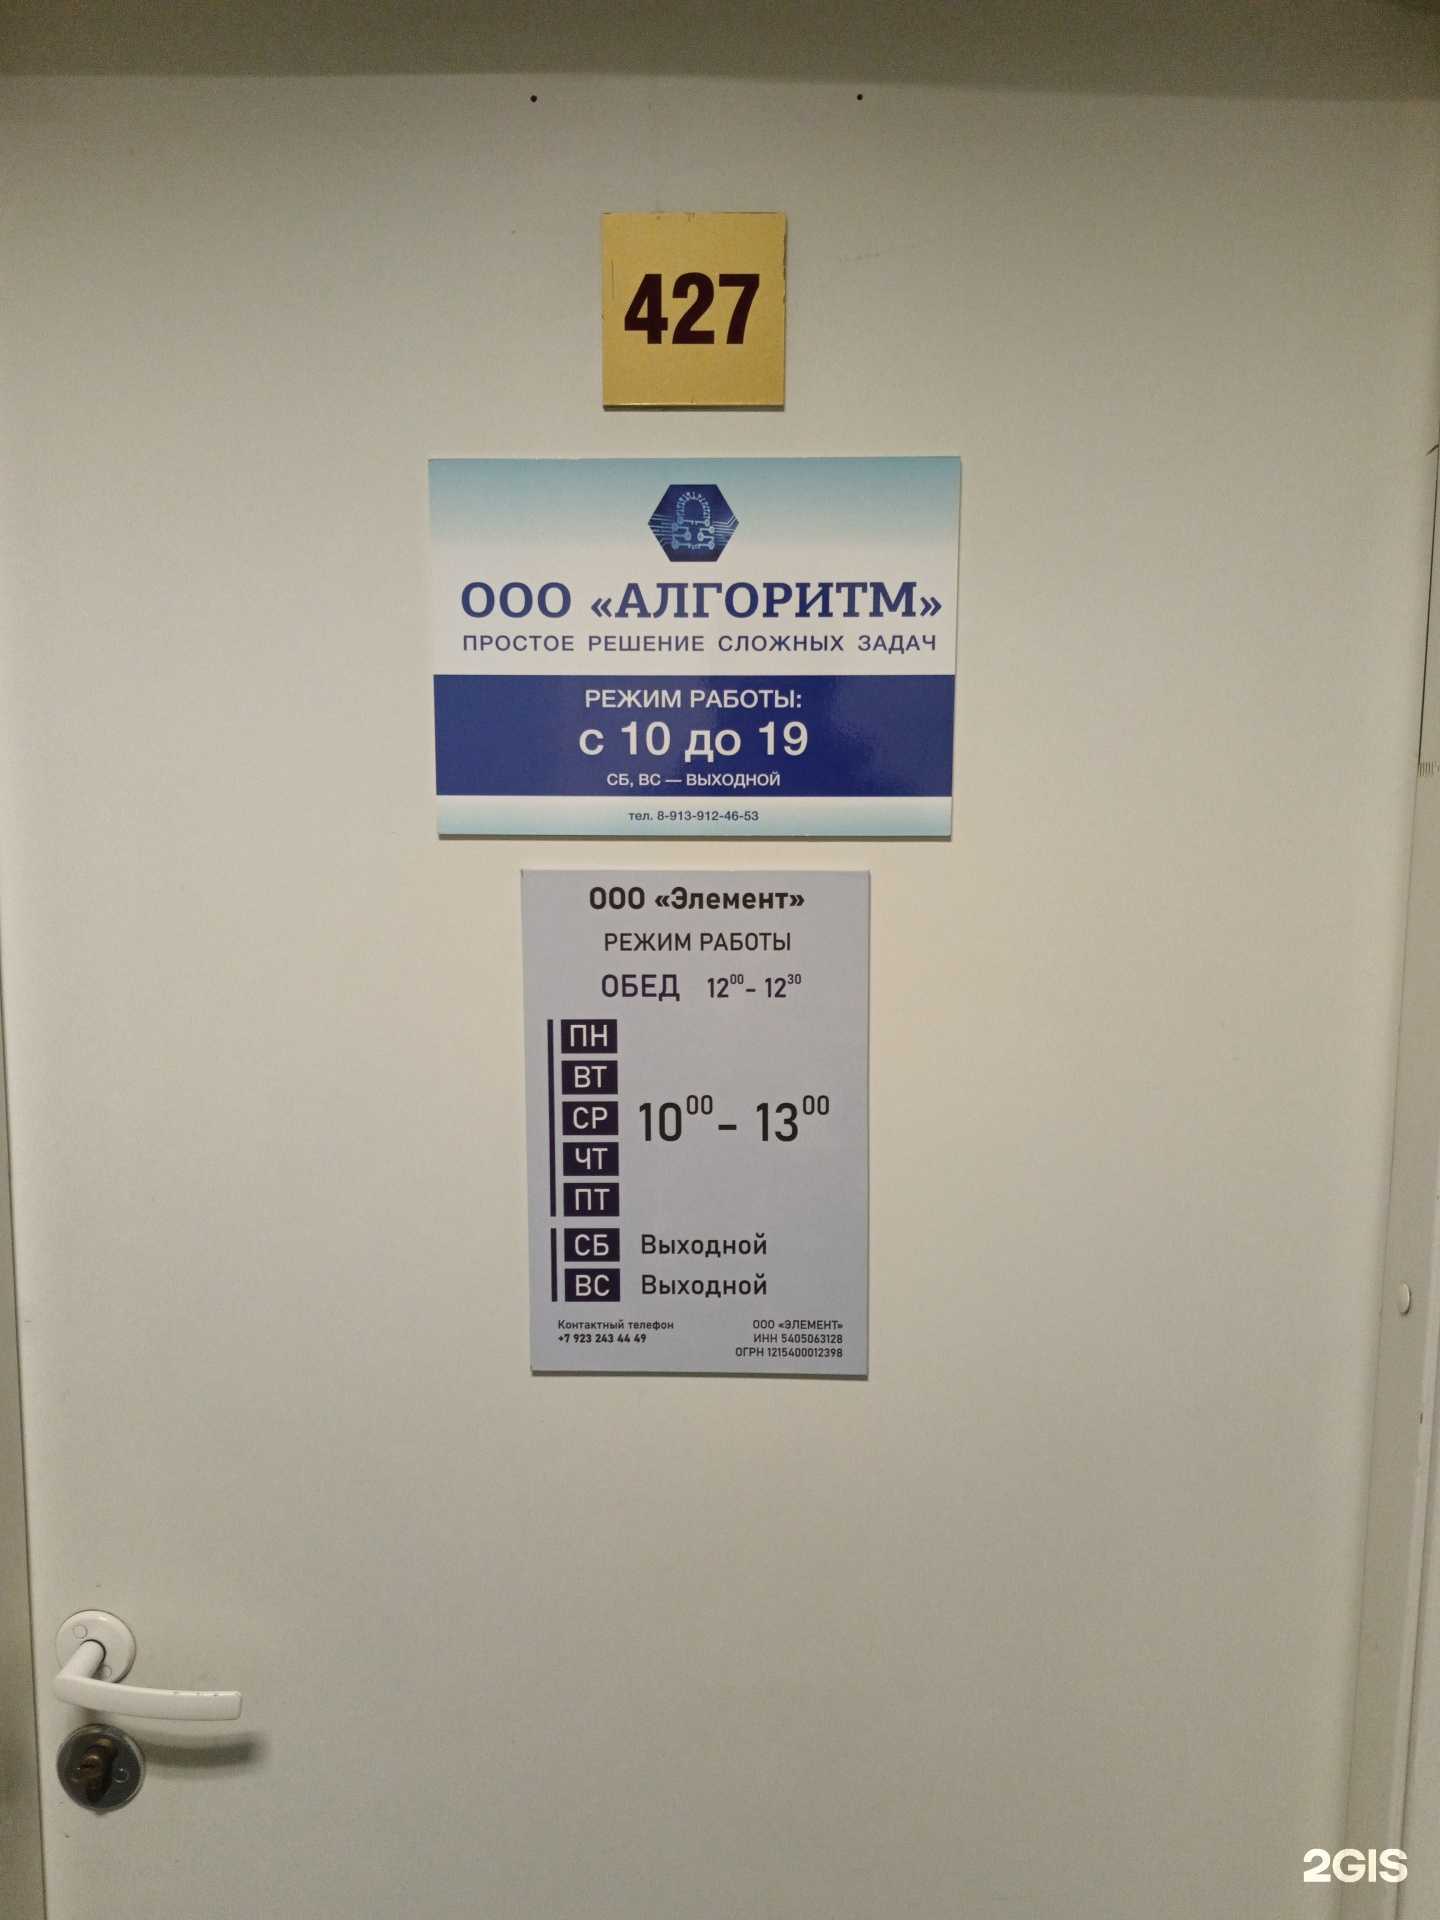 427
ООО «АЛГОРИТМ»
ПРОСТОЕ РЕШЕНИЕ СЛОЖНЫХ ЗАДАЧ
РЕЖИМ РАБОТЫ:
с 10 до 19
СБ, ВС — ВЫХОДНОЙ
тел. 8-913-912-46-53
ООО «Элемент»
РЕЖИМ РАБОТЫ
ОБЕД 12⁰⁰ - 12³⁰
ПН
ВТ
СР 10⁰⁰ - 13⁰⁰
ЧТ
ПТ
СБ Выходной
ВС Выходной
Контактный телефон
+7 923 243 44 49
ООО «ЭЛЕМЕНТ»
ИНН 5405063128
ОГРН 1215400012398
2GIS